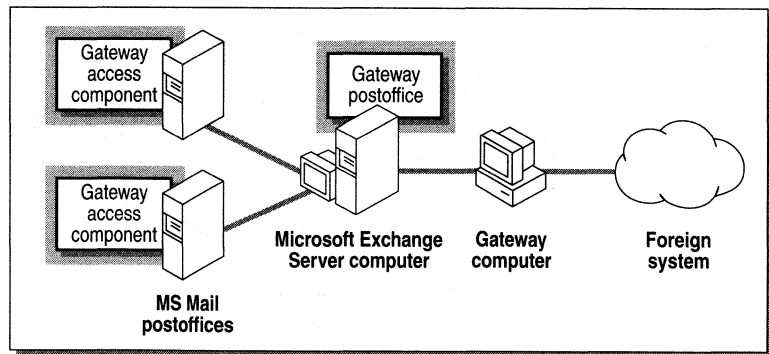 Gateway
access
component
Gateway
postoffice
Gateway
access
component
Microsoft Exchange
Server computer
Gateway
computer
Foreign
system
MS Mail
postoffices